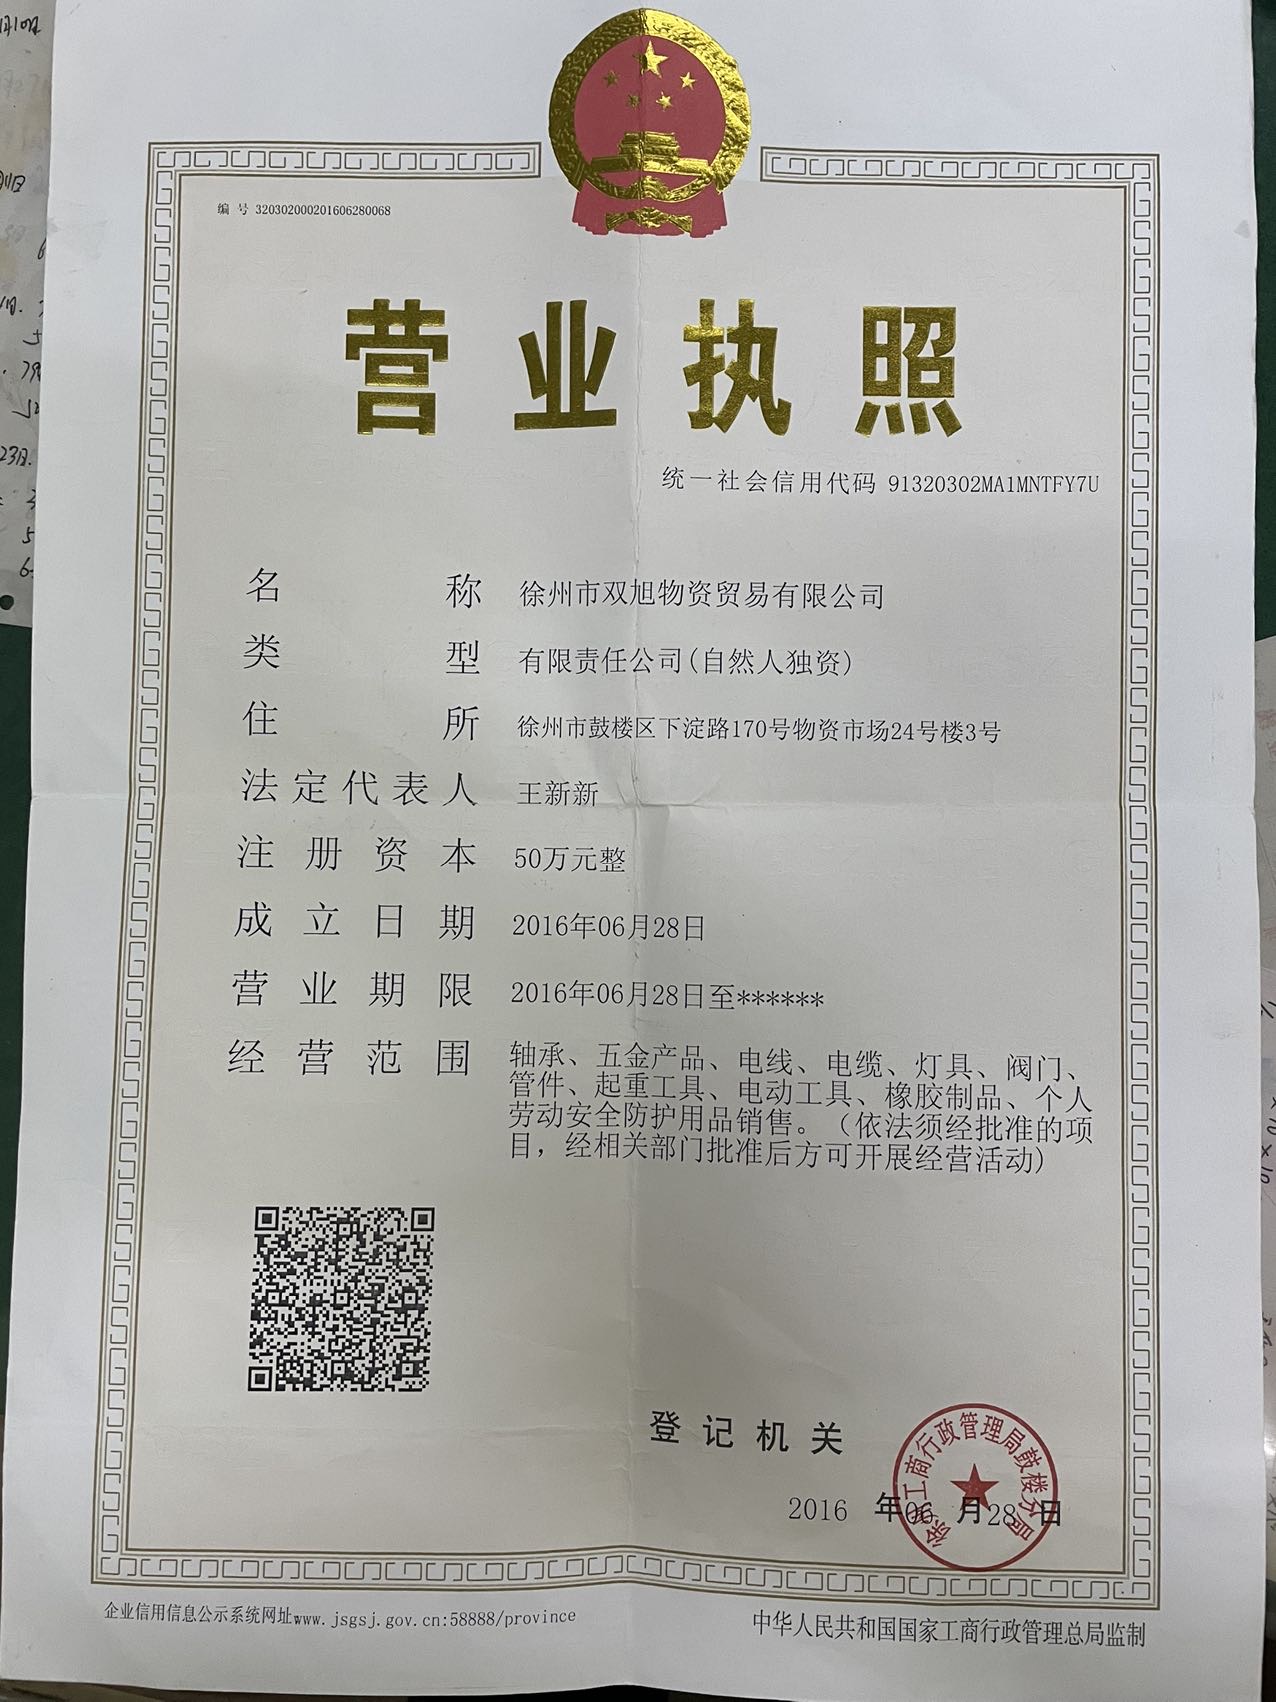 编 号 320302000201606280068
营业执照
统一社会信用代码 91320302MA1MNTFY7U
名称 徐州市双旭物资贸易有限公司
类型 有限责任公司(自然人独资)
住所 徐州市鼓楼区下淀路170号物资市场24号楼3号
法定代表人 王新新
注册资本 50万元整
成立日期 2016年06月28日
营业期限 2016年06月28日至******
经营范围 轴承、五金产品、电线、电缆、灯具、阀门、
管件、起重工具、电动工具、橡胶制品、个人
劳动安全防护用品销售。（依法须经批准的项
目，经相关部门批准后方可开展经营活动)
登记机关
徐州工商行政管理局鼓楼分局
2016 年06 月28 日
企业信用信息公示系统网址www.jsgsj.gov.cn:58888/province
中华人民共和国国家工商行政管理总局监制